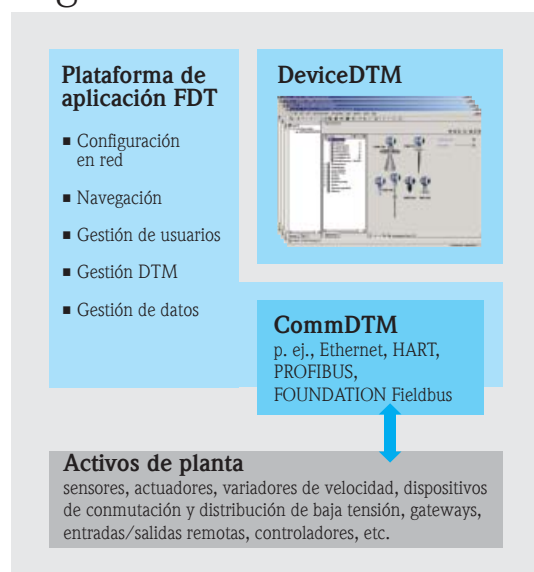 Plataforma de
aplicación FDT
■ Configuración
en red
■ Navegación
■ Gestión de usuarios
■ Gestión DTM
■ Gestión de datos
DeviceDTM
CommDTM
p. ej., Ethernet, HART,
PROFIBUS,
FOUNDATION Fieldbus
Activos de planta
sensores, actuadores, variadores de velocidad, dispositivos
de conmutación y distribución de baja tensión, gateways,
entradas/salidas remotas, controladores, etc.